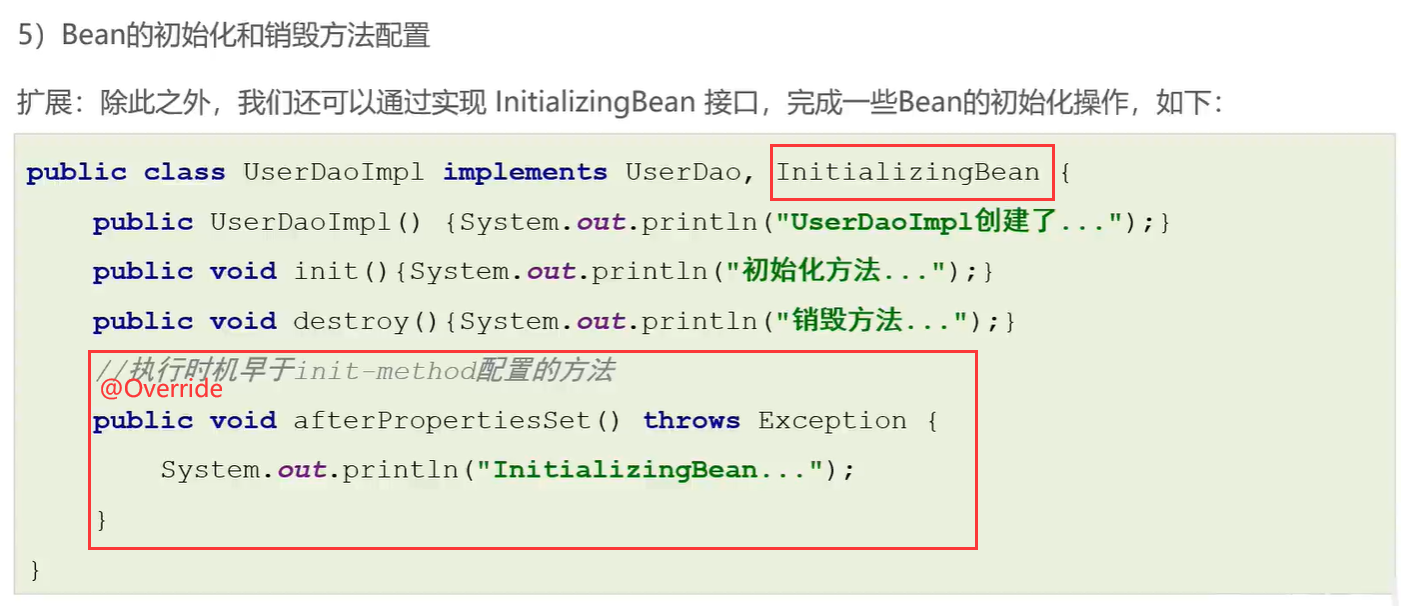 5）Bean的初始化和销毁方法配置
扩展：除此之外，我们还可以通过实现 InitializingBean 接口，完成一些Bean的初始化操作，如下：
public class UserDaoImpl implements UserDao, InitializingBean {
public UserDaoImpl() {System.out.println("UserDaoImpl创建了...");}
public void init(){System.out.println("初始化方法...");}
public void destroy(){System.out.println("销毁方法...");}
//执行时机早于init-method配置的方法
@Override
public void afterPropertiesSet() throws Exception {
System.out.println("InitializingBean...");
}
}